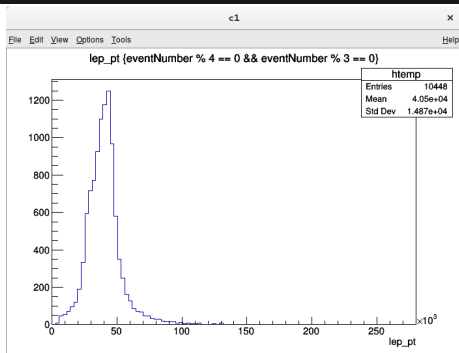 c1
×
File Edit View Options Tools Help
lep_pt {eventNumber % 4 == 0 && eventNumber % 3 == 0}
htemp
Entries 10448
Mean 4.05e+04
Std Dev 1.487e+04
1200
1000
800
600
400
200
0
0 50 100 150 200 250
×10³
lep_pt